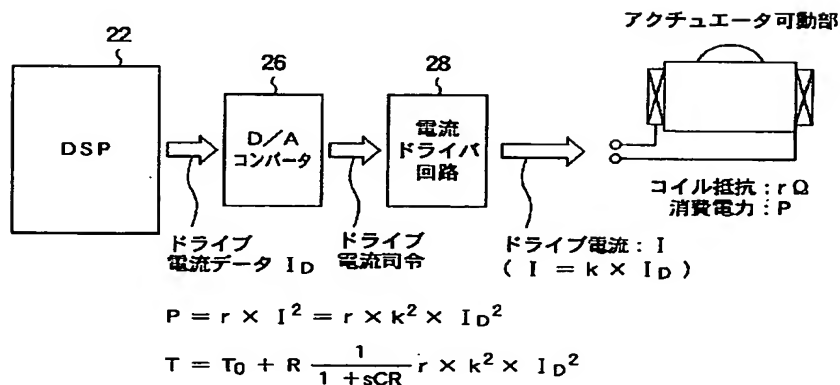 アクチュエータ可動部
22
26
28
DSP
D/A
コンバータ
電流
ドライバ
回路
コイル抵抗：rΩ
消費電力：P
ドライブ
電流データ ID
ドライブ
電流司令
ドライブ電流：I
( I = k × ID )
P = r × I² = r × k² × ID²
T = T0 + R 1/(1 + sCR) r × k² × ID²